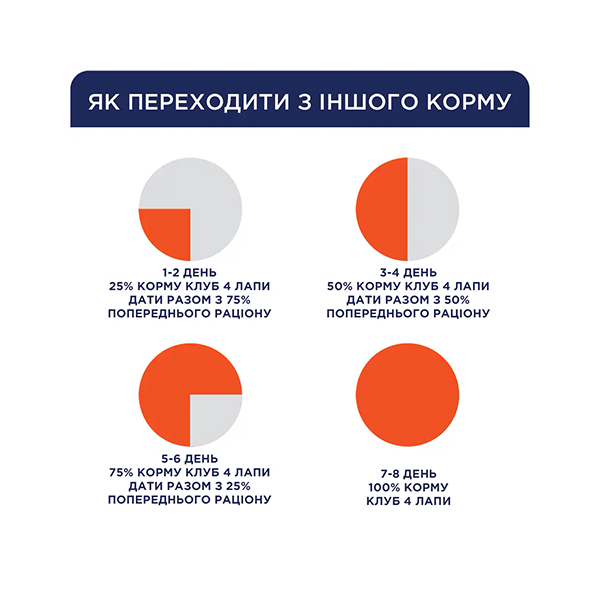 ЯК ПЕРЕХОДИТИ З ІНШОГО КОРМУ
1-2 ДЕНЬ
25% КОРМУ КЛУБ 4 ЛАПИ
ДАТИ РАЗОМ З 75%
ПОПЕРЕДНЬОГО РАЦІОНУ
3-4 ДЕНЬ
50% КОРМУ КЛУБ 4 ЛАПИ
ДАТИ РАЗОМ З 50%
ПОПЕРЕДНЬОГО РАЦІОНУ
5-6 ДЕНЬ
75% КОРМУ КЛУБ 4 ЛАПИ
ДАТИ РАЗОМ З 25%
ПОПЕРЕДНЬОГО РАЦІОНУ
7-8 ДЕНЬ
100% КОРМУ
КЛУБ 4 ЛАПИ